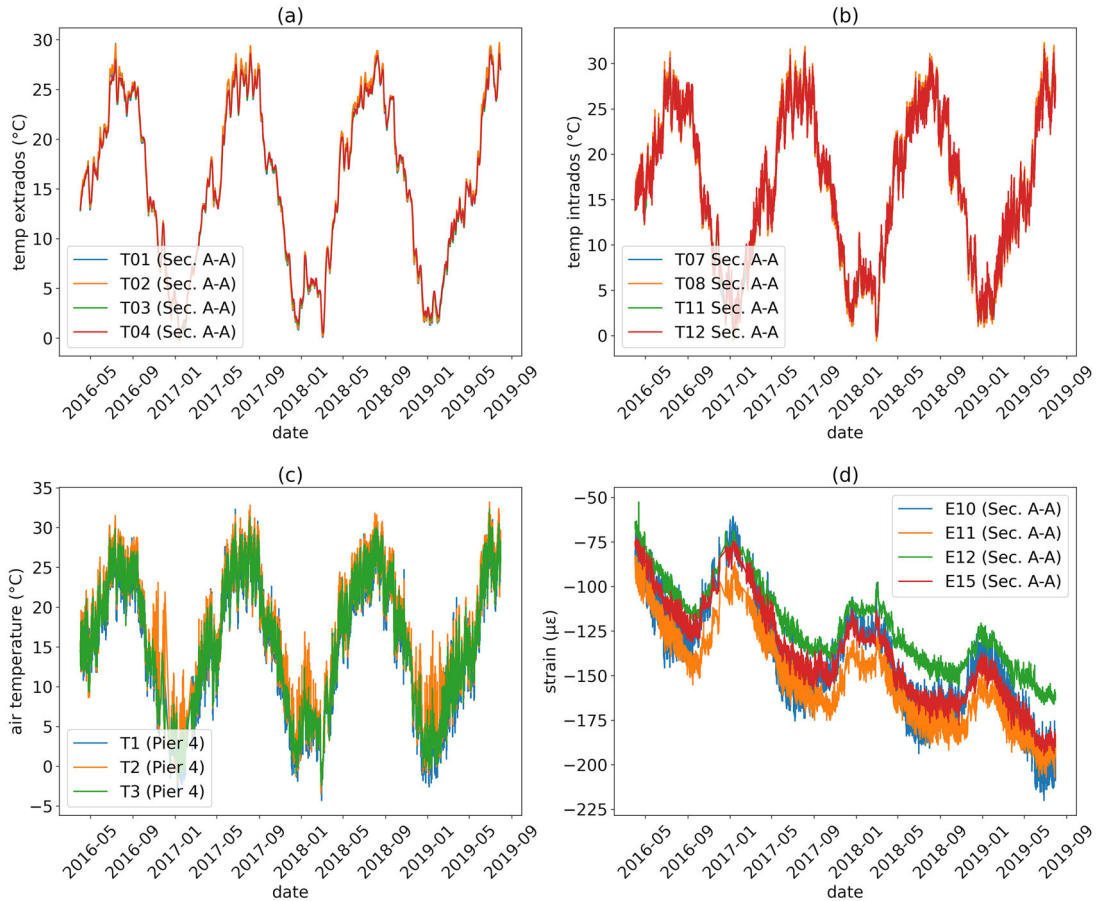 (a)
temp extrados (°C)
30
25
20
15
10
5
0
T01 (Sec. A-A)
T02 (Sec. A-A)
T03 (Sec. A-A)
T04 (Sec. A-A)
2016-05
2016-09
2017-01
2017-05
2017-09
2018-01
2018-05
2018-09
2019-01
2019-05
2019-09
date
(b)
temp intrados (°C)
30
25
20
15
10
5
0
T07 Sec. A-A
T08 Sec. A-A
T11 Sec. A-A
T12 Sec. A-A
2016-05
2016-09
2017-01
2017-05
2017-09
2018-01
2018-05
2018-09
2019-01
2019-05
2019-09
date
(c)
air temperature (°C)
35
30
25
20
15
10
5
0
−5
T1 (Pier 4)
T2 (Pier 4)
T3 (Pier 4)
2016-05
2016-09
2017-01
2017-05
2017-09
2018-01
2018-05
2018-09
2019-01
2019-05
2019-09
date
(d)
strain (με)
−50
−75
−100
−125
−150
−175
−200
−225
E10 (Sec. A-A)
E11 (Sec. A-A)
E12 (Sec. A-A)
E15 (Sec. A-A)
2016-05
2016-09
2017-01
2017-05
2017-09
2018-01
2018-05
2018-09
2019-01
2019-05
2019-09
date